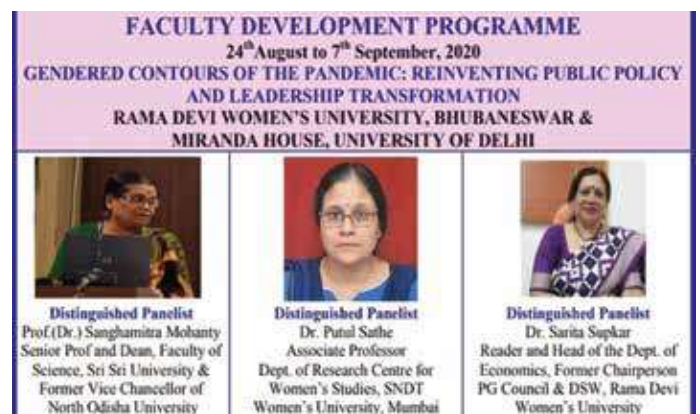 FACULTY DEVELOPMENT PROGRAMME
24th August to 7th September, 2020
GENDERED CONTOURS OF THE PANDEMIC: REINVENTING PUBLIC POLICY
AND LEADERSHIP TRANSFORMATION
RAMA DEVI WOMEN'S UNIVERSITY, BHUBANESWAR &
MIRANDA HOUSE, UNIVERSITY OF DELHI
Distinguished Panelist
Prof.(Dr.) Sanghamitra Mohanty
Senior Prof and Dean, Faculty of
Science, Sri Sri University &
Former Vice Chancellor of
North Odisha University
Distinguished Panelist
Dr. Putul Sathe
Associate Professor
Dept. of Research Centre for
Women's Studies, SNDT
Women's University, Mumbai
Distinguished Panelist
Dr. Sarita Supkar
Reader and Head of the Dept. of
Economics, Former Chairperson
PG Council & DSW, Rama Devi
Women's University